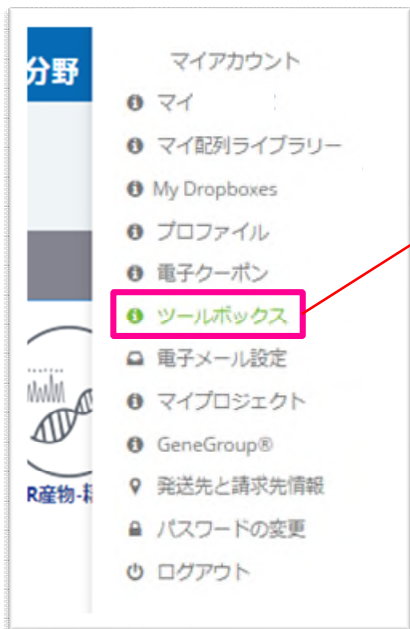 分野
マイアカウント
マイ
マイ配列ライブラリー
My Dropboxes
プロファイル
電子クーポン
ツールボックス
電子メール設定
マイプロジェクト
GeneGroup®
発送先と請求先情報
R産物-
パスワードの変更
ログアウト